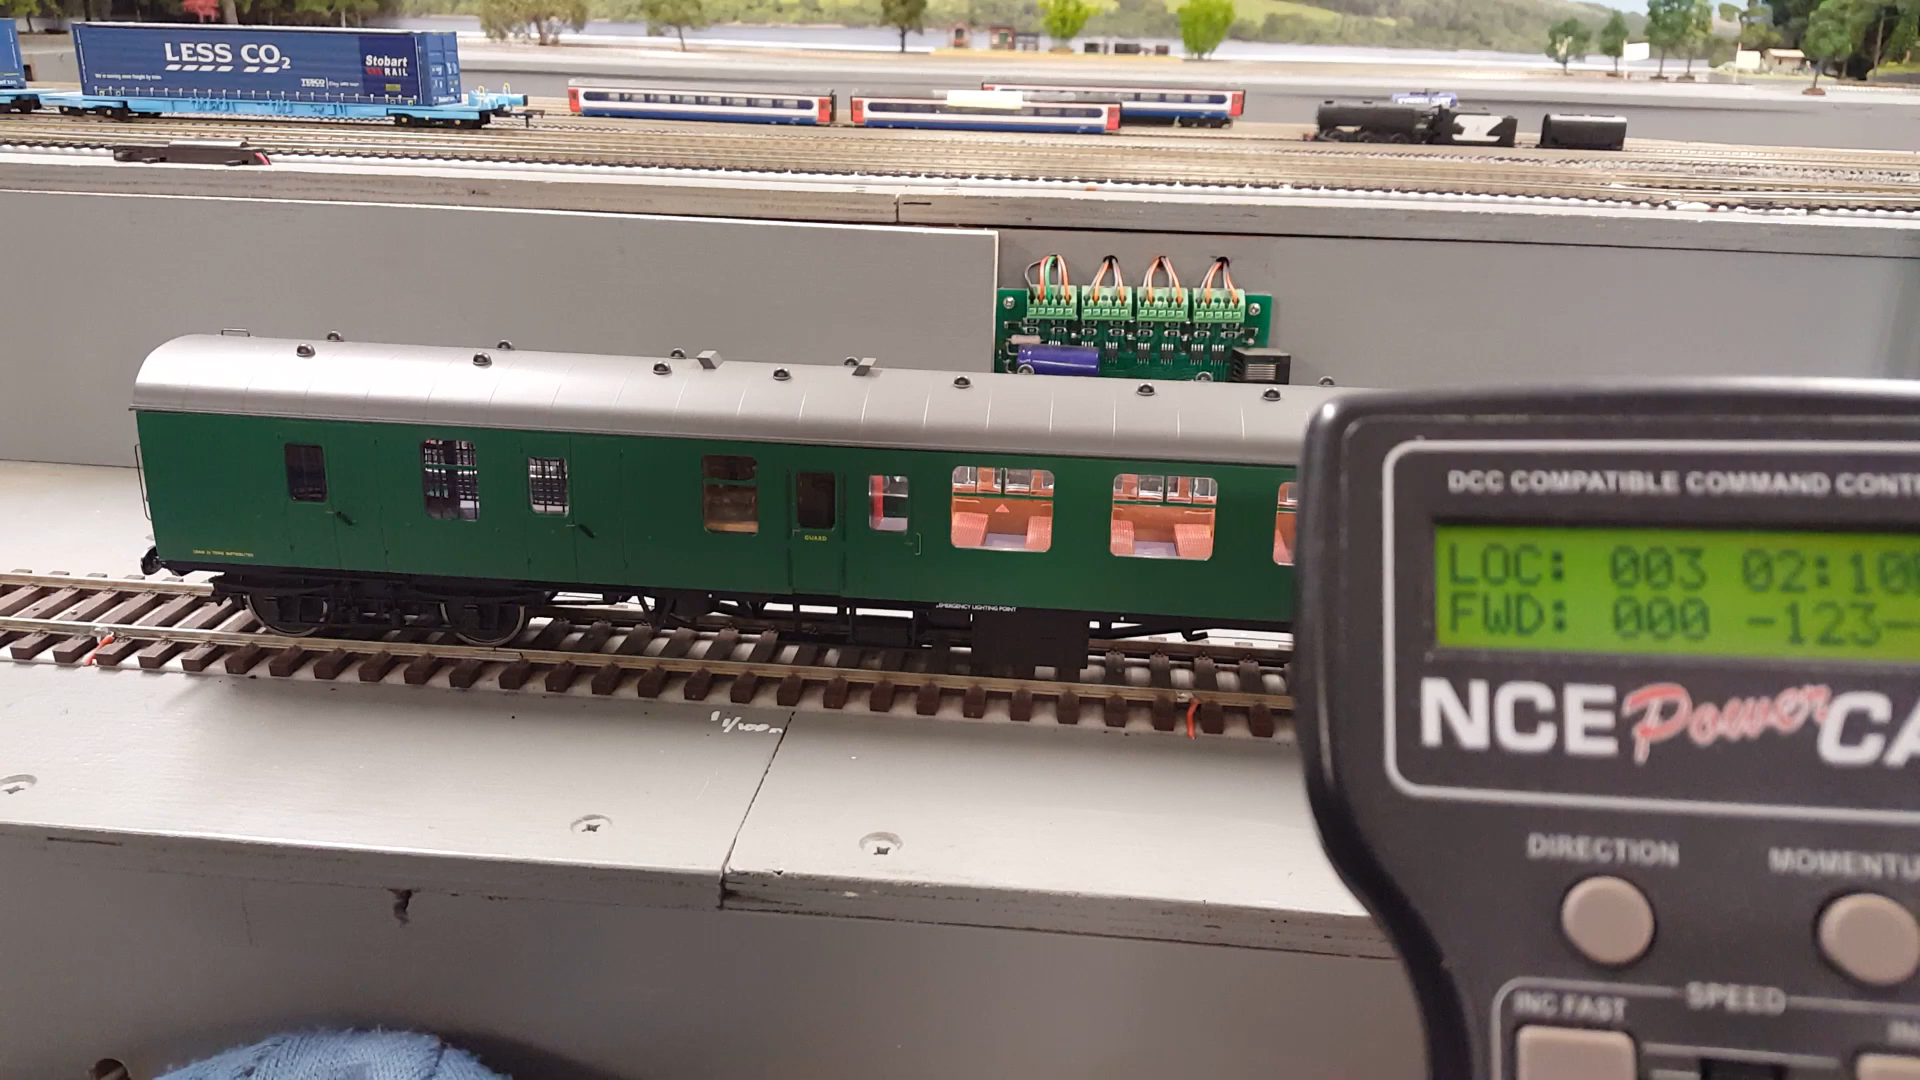 LESS CO2
Stobart
RAIL
TESCO
GUARD
EMERGENCY LIGHTING POINT
DCC COMPATIBLE COMMAND CONT
LOC: 003 02:10
FWD: 000 -123-
NCE Power CA
DIRECTION
MOMENTU
SPEED
INC FAST